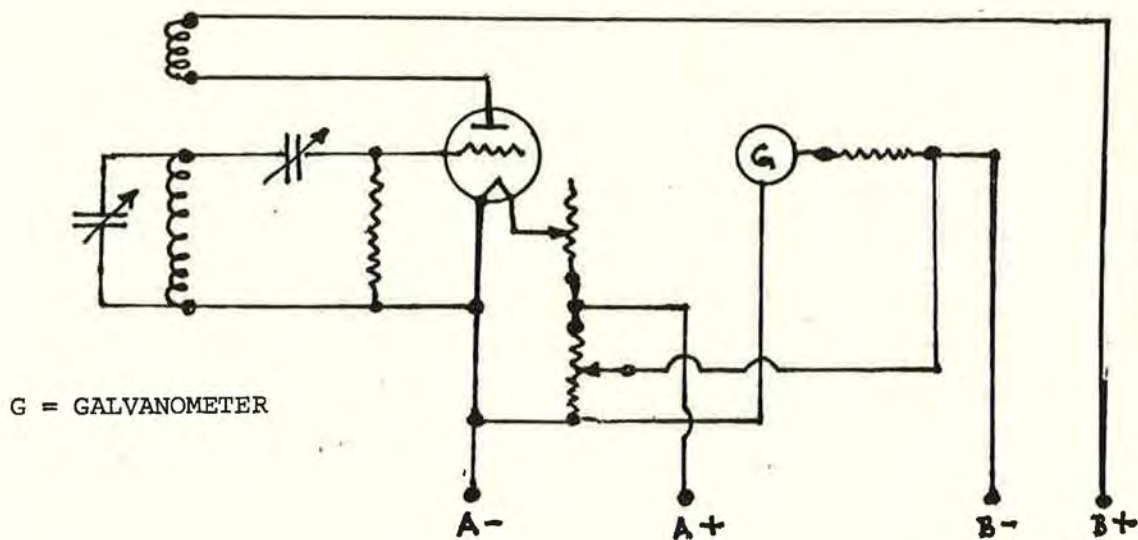 G
G = GALVANOMETER
A- A+ B- B+